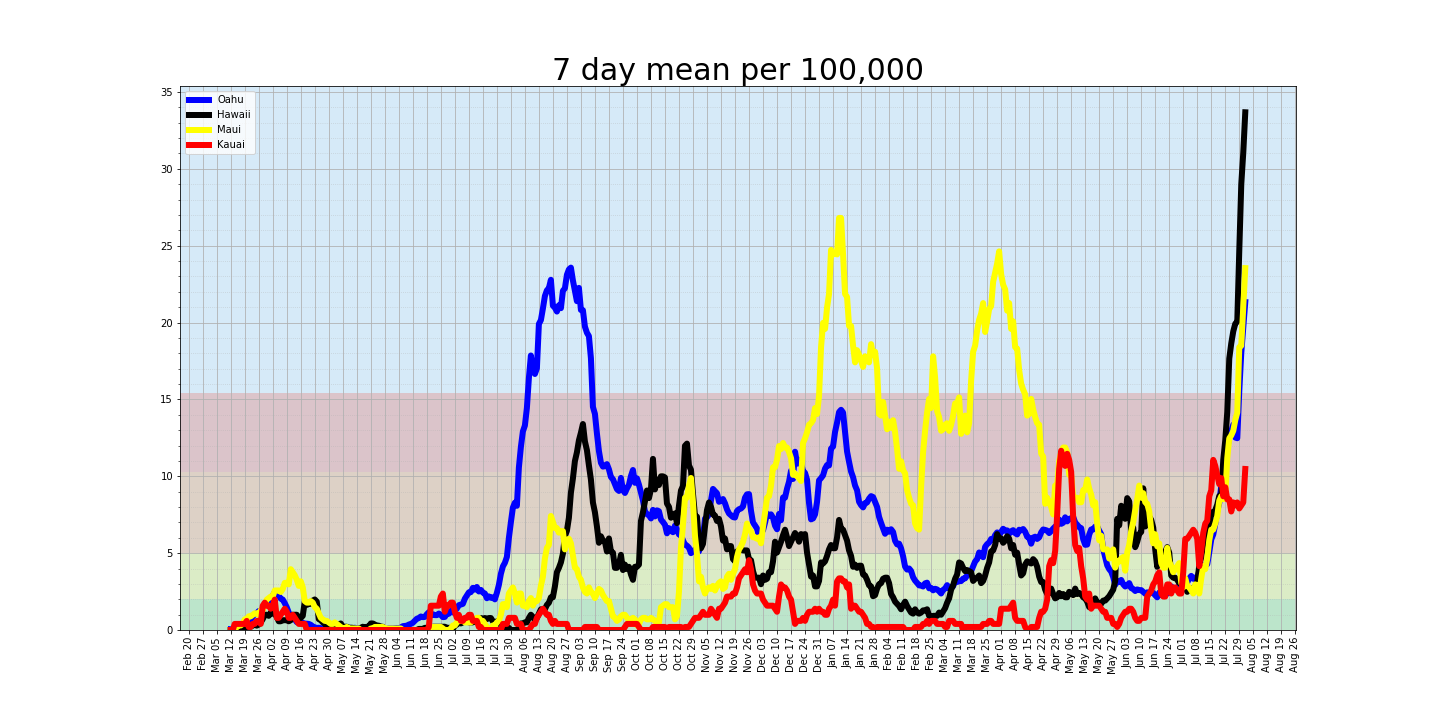 7 day mean per 100,000
Oahu
Hawaii
Maui
Kauai
35
30
25
20
15
10
5
0
Feb 20
Feb 27
Mar 05
Mar 12
Mar 19
Mar 26
Apr 02
Apr 09
Apr 16
Apr 23
Apr 30
May 07
May 14
May 21
May 28
Jun 04
Jun 11
Jun 18
Jun 25
Jul 02
Jul 09
Jul 16
Jul 23
Jul 30
Aug 06
Aug 13
Aug 20
Aug 27
Sep 03
Sep 10
Sep 17
Sep 24
Oct 01
Oct 08
Oct 15
Oct 22
Oct 29
Nov 05
Nov 12
Nov 19
Nov 26
Dec 03
Dec 10
Dec 17
Dec 24
Dec 31
Jan 07
Jan 14
Jan 21
Jan 28
Feb 04
Feb 11
Feb 18
Feb 25
Mar 04
Mar 11
Mar 18
Mar 25
Apr 01
Apr 08
Apr 15
Apr 22
Apr 29
May 06
May 13
May 20
May 27
Jun 03
Jun 10
Jun 17
Jun 24
Jul 01
Jul 08
Jul 15
Jul 22
Jul 29
Aug 05
Aug 12
Aug 19
Aug 26